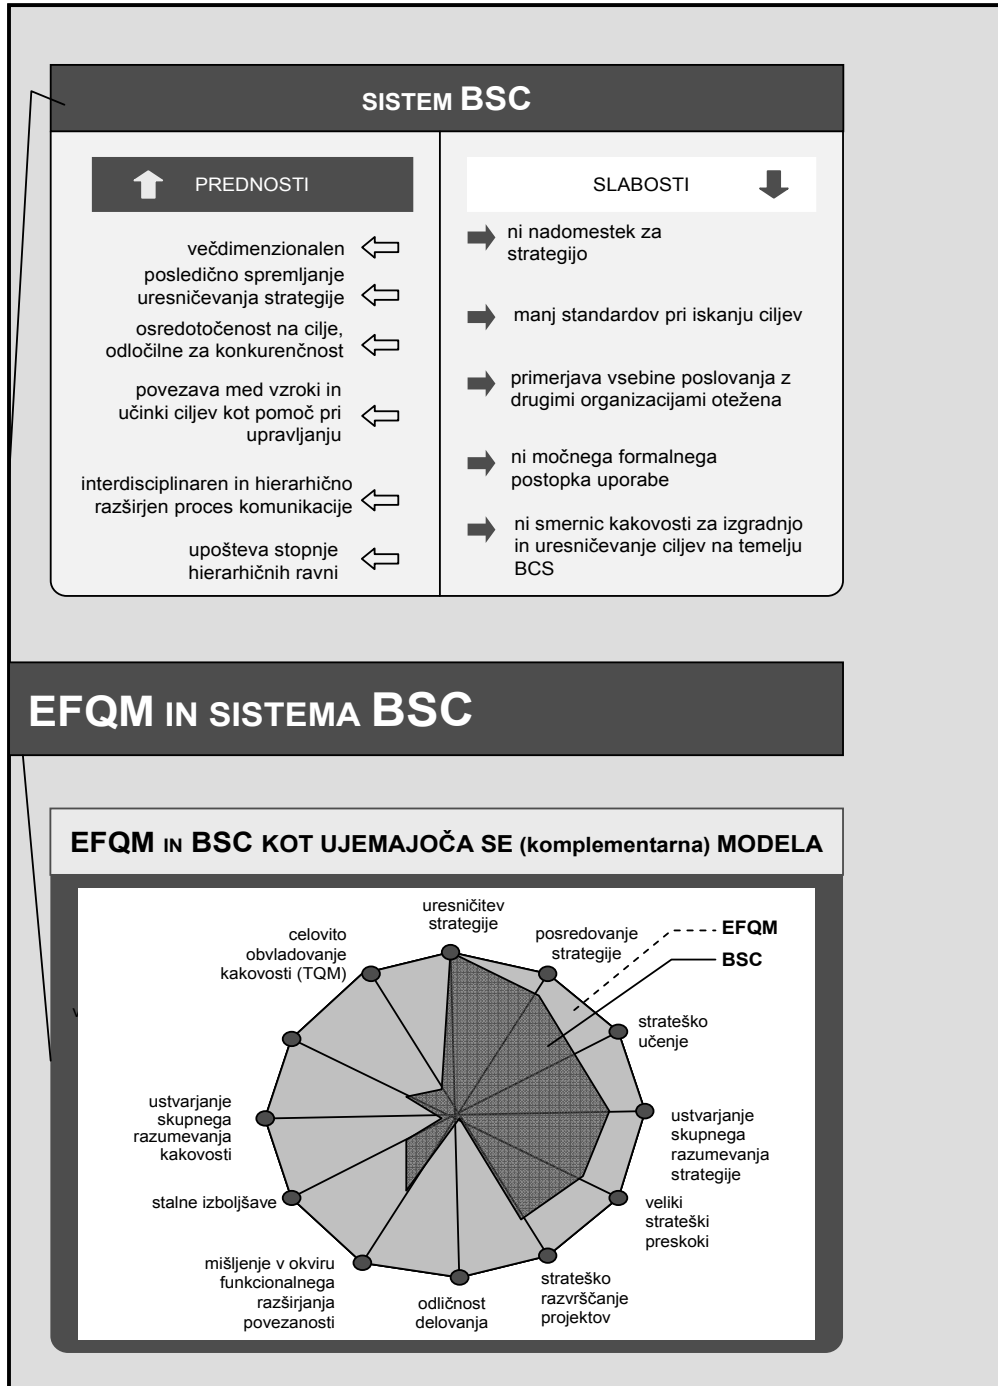 SISTEM BSC
PREDNOSTI
večdimenzionalen
posledično spremljanje
uresničevanja strategije
osredotočenost na cilje,
odločilne za konkurenčnost
povezava med vzroki in
učinki ciljev kot pomoč pri
upravljanju
interdisciplinaren in hierarhično
razširjen proces komunikacije
upošteva stopnje
hierarhičnih ravni
SLABOSTI
ni nadomestek za
strategijo
manj standardov pri iskanju ciljev
primerjava vsebine poslovanja z
drugimi organizacijami otežena
ni močnega formalnega
postopka uporabe
ni smernic kakovosti za izgradnjo
in uresničevanje ciljev na temelju
BCS
EFQM IN SISTEMA BSC
EFQM IN BSC KOT UJEMAJOČA SE (komplementarna) MODELA
uresničitev
strategije
posredovanje
strategije
EFQM
BSC
strateško
učenje
ustvarjanje
skupnega
razumevanja
strategije
veliki
strateški
preskoki
strateško
razvrščanje
projektov
odličnost
delovanja
mišljenje v okviru
funkcionalnega
razširjanja
povezanosti
stalne izboljšave
ustvarjanje
skupnega
razumevanja
kakovosti
celovito
obvladovanje
kakovosti (TQM)